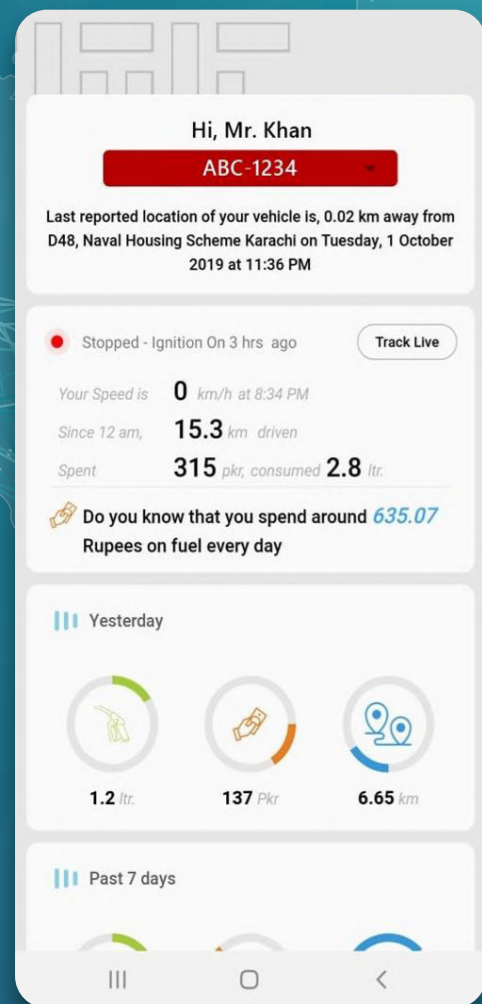 Hi, Mr. Khan
ABC-1234
Last reported location of your vehicle is, 0.02 km away from
D48, Naval Housing Scheme Karachi on Tuesday, 1 October
2019 at 11:36 PM
Stopped - Ignition On 3 hrs ago
Track Live
Your Speed is 0 km/h at 8:34 PM
Since 12 am, 15.3 km driven
Spent 315 pkr, consumed 2.8 ltr.
Do you know that you spend around 635.07
Rupees on fuel every day
Yesterday
1.2 ltr. 137 Pkr 6.65 km
Past 7 days